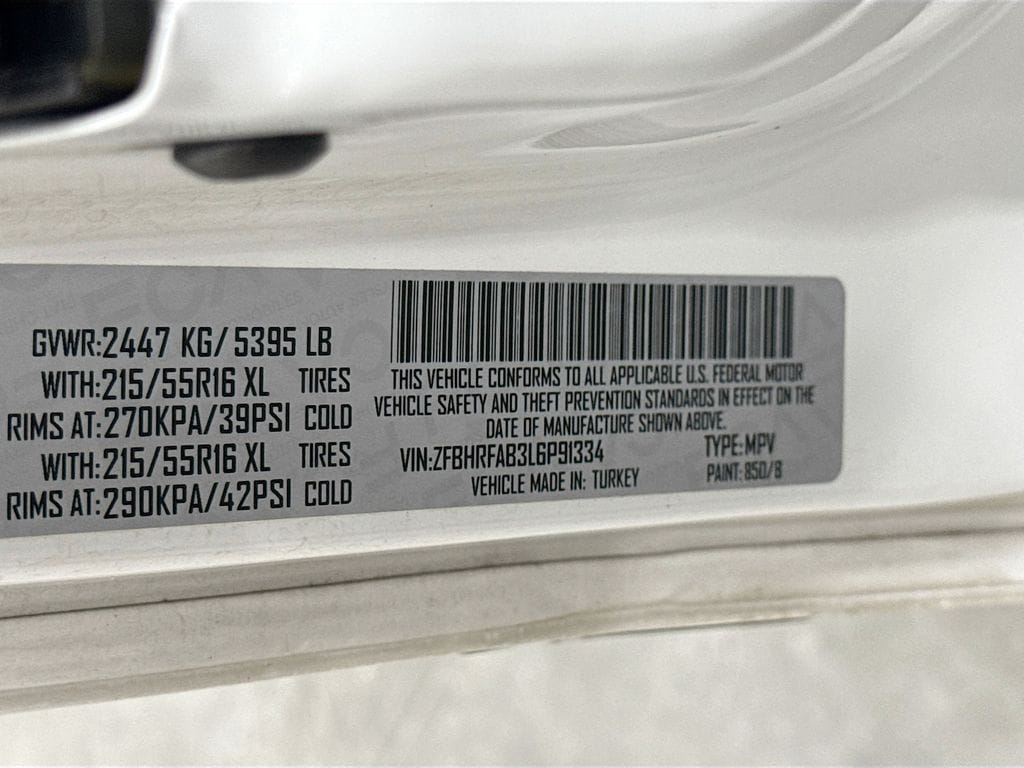 GVWR:2447 KG/ 5395 LB
WITH:215/55R16 XL TIRES
RIMS AT:270KPA/39PSI COLD
WITH:215/55R16 XL TIRES
RIMS AT:290KPA/42PSI COLD
THIS VEHICLE CONFORMS TO ALL APPLICABLE U.S. FEDERAL MOTOR
VEHICLE SAFETY AND THEFT PREVENTION STANDARDS IN EFFECT ON THE
DATE OF MANUFACTURE SHOWN ABOVE.
VIN:ZFBHRFAB3L6P91334 TYPE:MPV
VEHICLE MADE IN: TURKEY PAINT: 850/B